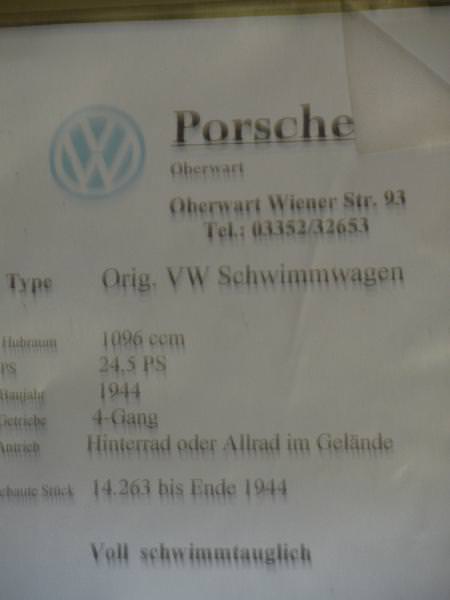 Porsche
Oberwart
Oberwart Wiener Str. 93
Tel.: 03352/32653
Type Orig. VW Schwimmwagen
Hubraum 1096 ccm
PS 24,5 PS
Baujahr 1944
Getriebe 4-Gang
Antrieb Hinterrad oder Allrad im Gelände
Stück 14.263 bis Ende 1944
Voll schwimmtauglich